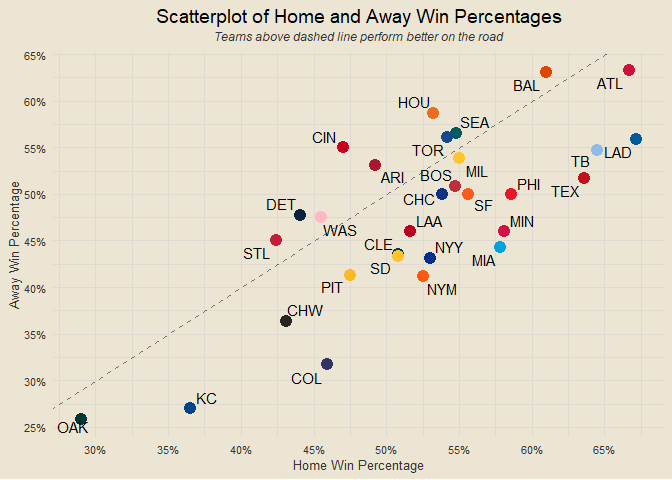 Scatterplot of Home and Away Win Percentages
Teams above dashed line perform better on the road
65%
60%
55%
50%
45%
40%
35%
30%
25%
Away Win Percentage
BAL
ATL
HOU
SEA
CIN
TOR
LAD
TB
ARI
MIL
BOS
PHI
TEX
CHC
SF
DET
WAS
LAA
MIN
STL
CLE
NYY
SD
MIA
PIT
NYM
CHW
COL
KC
OAK
30%
35%
40%
45%
50%
55%
60%
65%
Home Win Percentage